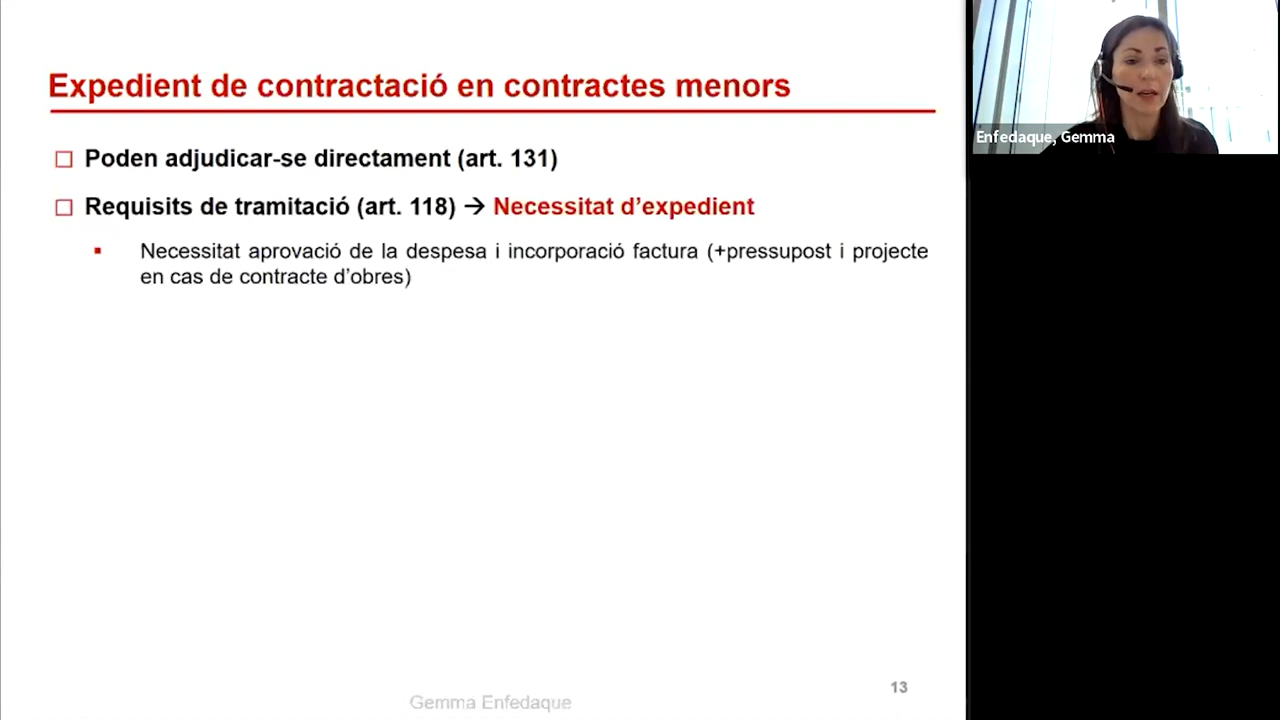 Expedient de contractació en contractes menors
Poden adjudicar-se directament (art. 131)
Requisits de tramitació (art. 118) → Necessitat d’expedient
Necessitat aprovació de la despesa i incorporació factura (+pressupost i projecte
en cas de contracte d’obres)
13
Gemma Enfedaque
Enfedaque, Gemma